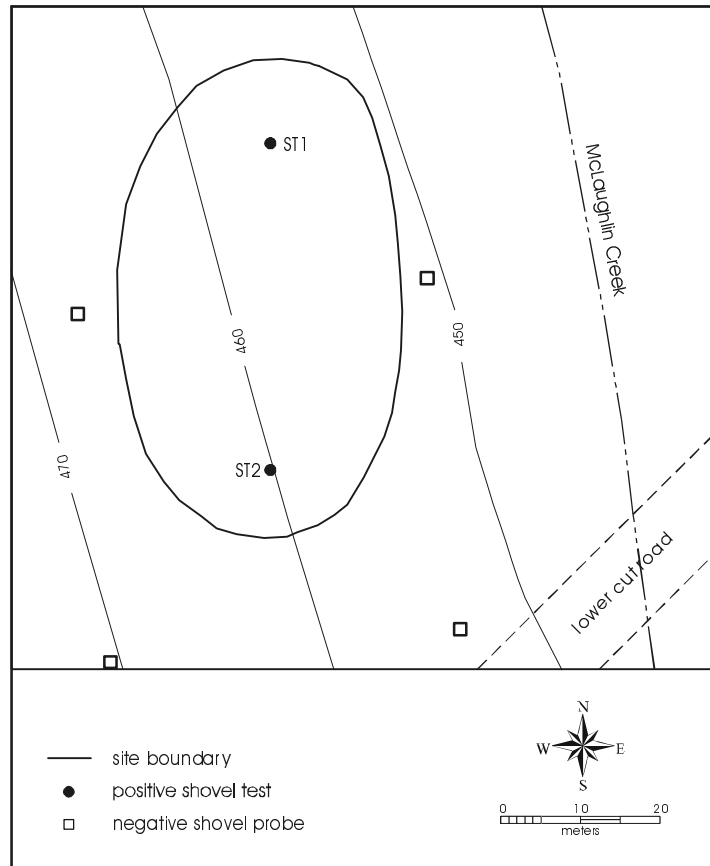 ST1
McLaughlin Creek
460
450
470
ST2
lower cut road
site boundary
positive shovel test
negative shovel probe
N
W E
S
0 10 20
meters